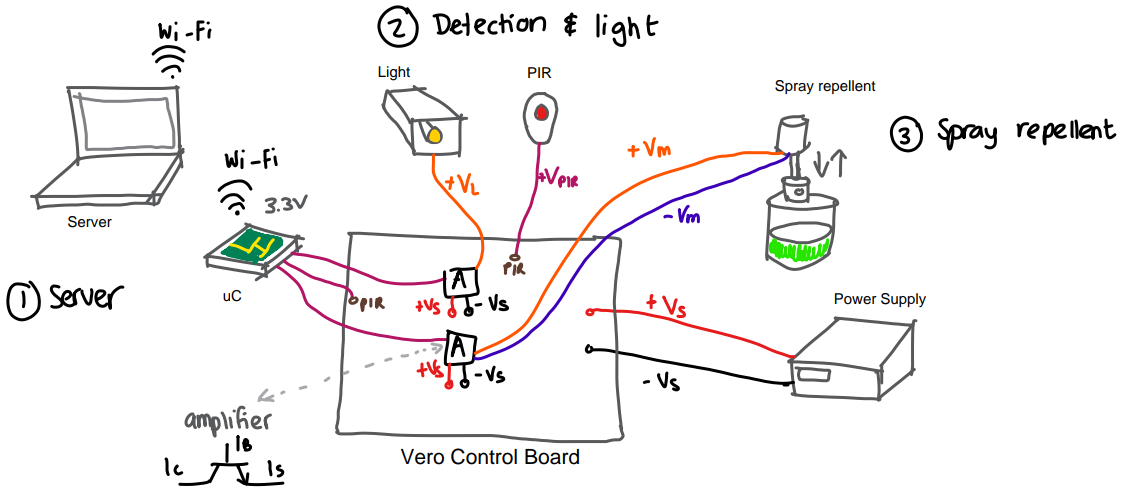 Wi-Fi
② Detection & light
Light
PIR
Spray repellent
③ Spray repellent
+Vm
Wi-Fi
+VL
+VPIR
-Vm
3.3V
Server
PIR
uC
① Server
A
PIR
+Vs
-Vs
+Vs
Power Supply
A
+Vs
-Vs
-Vs
amplifier
IB
Ic
Is
Vero Control Board